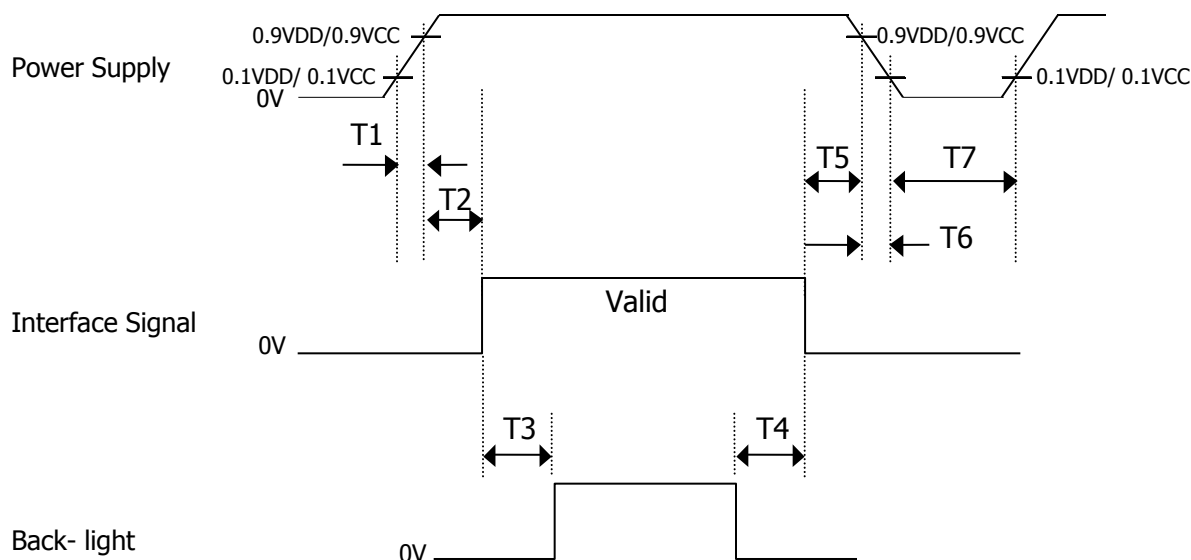 0.9VDD/0.9VCC
0.9VDD/0.9VCC
Power Supply
0.1VDD/ 0.1VCC
0.1VDD/ 0.1VCC
0V
T1
T5
T7
T2
T6
Valid
Interface Signal
0V
T3
T4
Back- light
0V